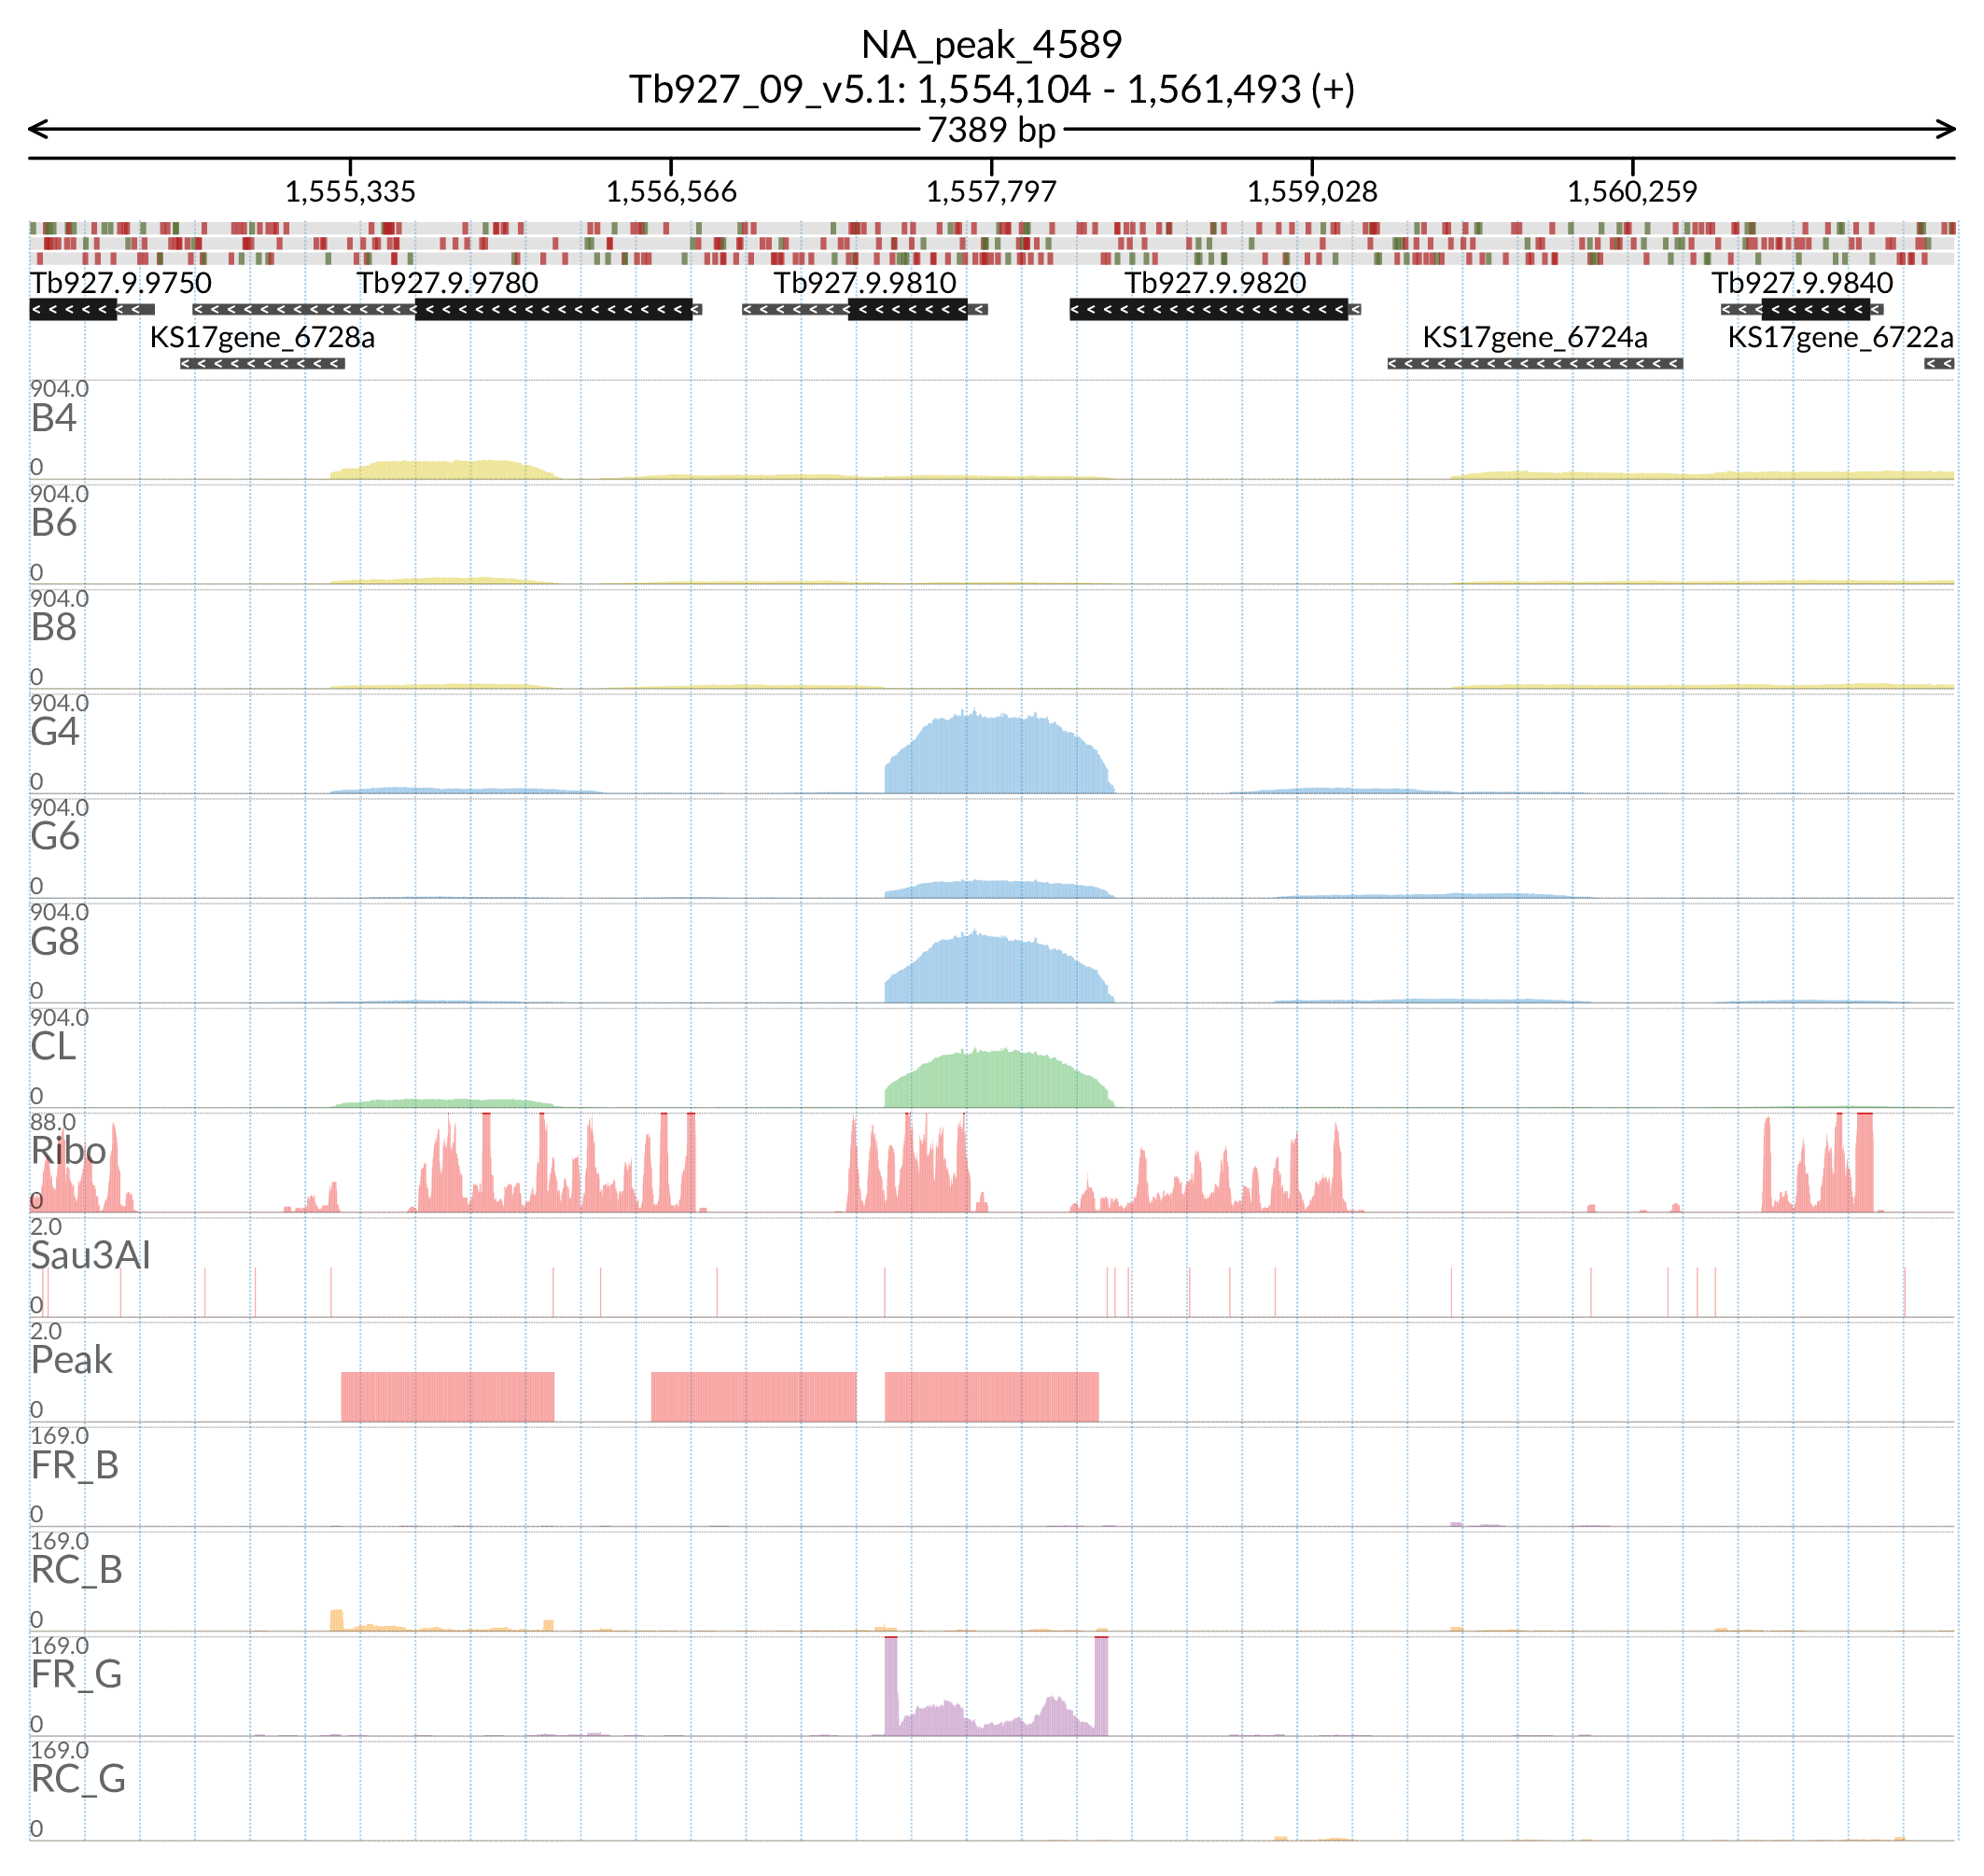 NA_peak_4589
Tb927_09_v5.1: 1,554,104 - 1,561,493 (+)
7389 bp
1,555,335 1,556,566 1,557,797 1,559,028 1,560,259
Tb927.9.9750 Tb927.9.9780 Tb927.9.9810 Tb927.9.9820 Tb927.9.9840
KS17gene_6728a KS17gene_6724a KS17gene_6722a
904.0
B4
0
904.0
B6
0
904.0
B8
0
904.0
G4
0
904.0
G6
0
904.0
G8
0
904.0
CL
0
88.0
Ribo
0
2.0
Sau3AI
0
2.0
Peak
0
169.0
FR_B
0
169.0
RC_B
0
169.0
FR_G
0
169.0
RC_G
0